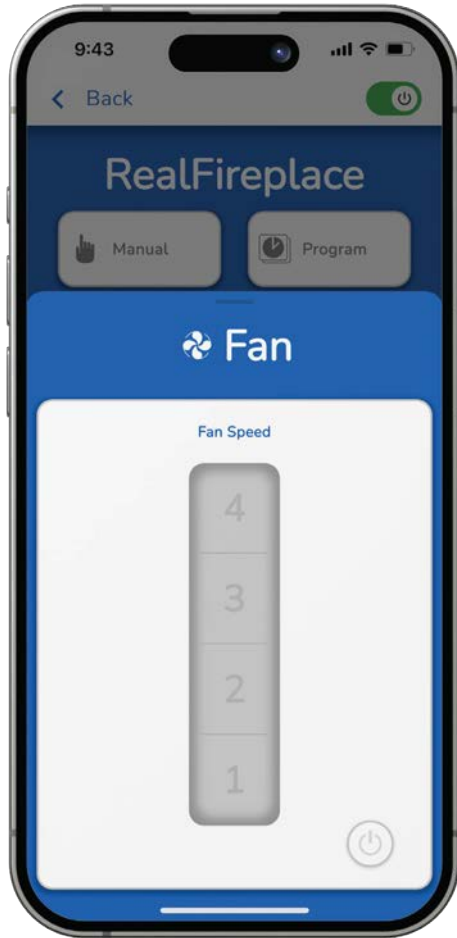 9:43
Back
RealFireplace
Manual
Program
Fan
Fan Speed
4
3
2
1